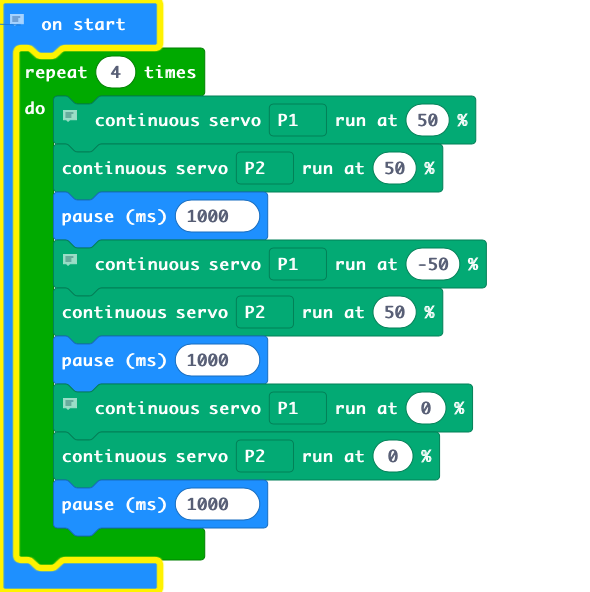 on start
repeat 4 times
do
continuous servo P1 run at 50 %
continuous servo P2 run at 50 %
pause (ms) 1000
continuous servo P1 run at -50 %
continuous servo P2 run at 50 %
pause (ms) 1000
continuous servo P1 run at 0 %
continuous servo P2 run at 0 %
pause (ms) 1000